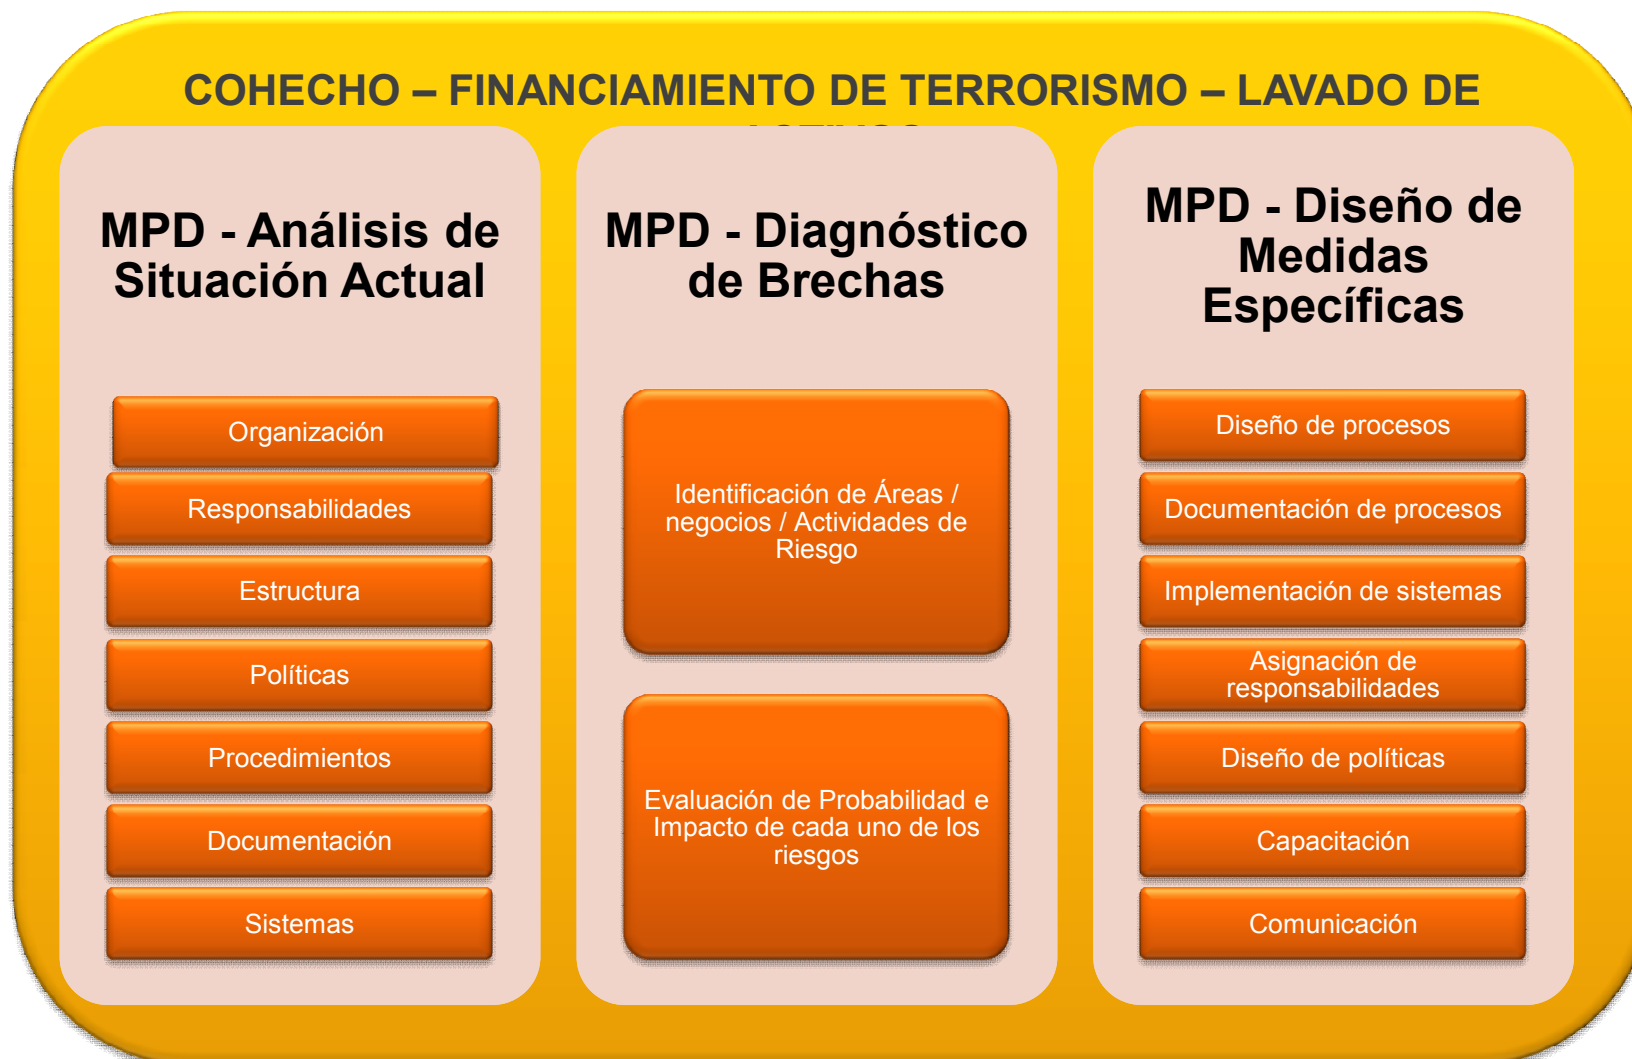 COHECHO – FINANCIAMIENTO DE TERRORISMO – LAVADO DE
MPD - Análisis de
Situación Actual
Organización
Responsabilidades
Estructura
Políticas
Procedimientos
Documentación
Sistemas
MPD - Diagnóstico
de Brechas
Identificación de Áreas /
negocios / Actividades de
Riesgo
Evaluación de Probabilidad e
Impacto de cada uno de los
riesgos
MPD - Diseño de
Medidas
Específicas
Diseño de procesos
Documentación de procesos
Implementación de sistemas
Asignación de
responsabilidades
Diseño de políticas
Capacitación
Comunicación